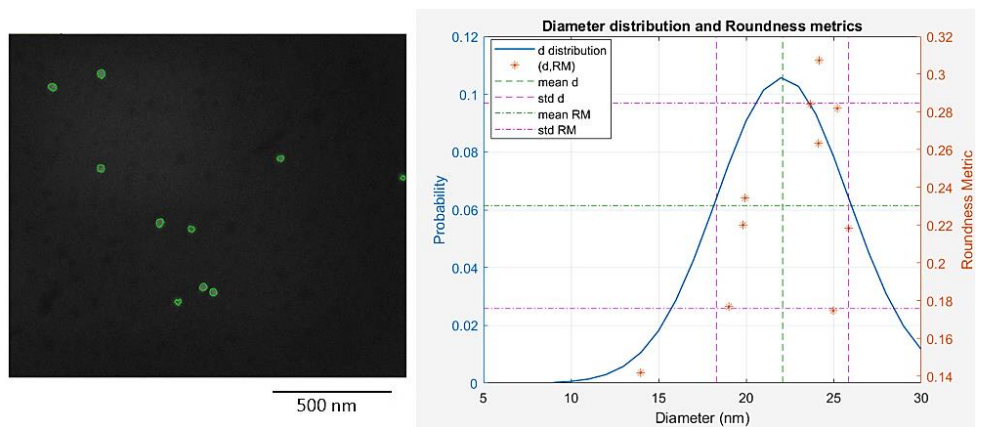 500 nm
Diameter distribution and Roundness metrics
d distribution
(d,RM)
mean d
std d
mean RM
std RM
Probability
0.12
0.1
0.08
0.06
0.04
0.02
0
Roundness Metric
0.32
0.3
0.28
0.26
0.24
0.22
0.2
0.18
0.16
0.14
5 10 15 20 25 30
Diameter (nm)